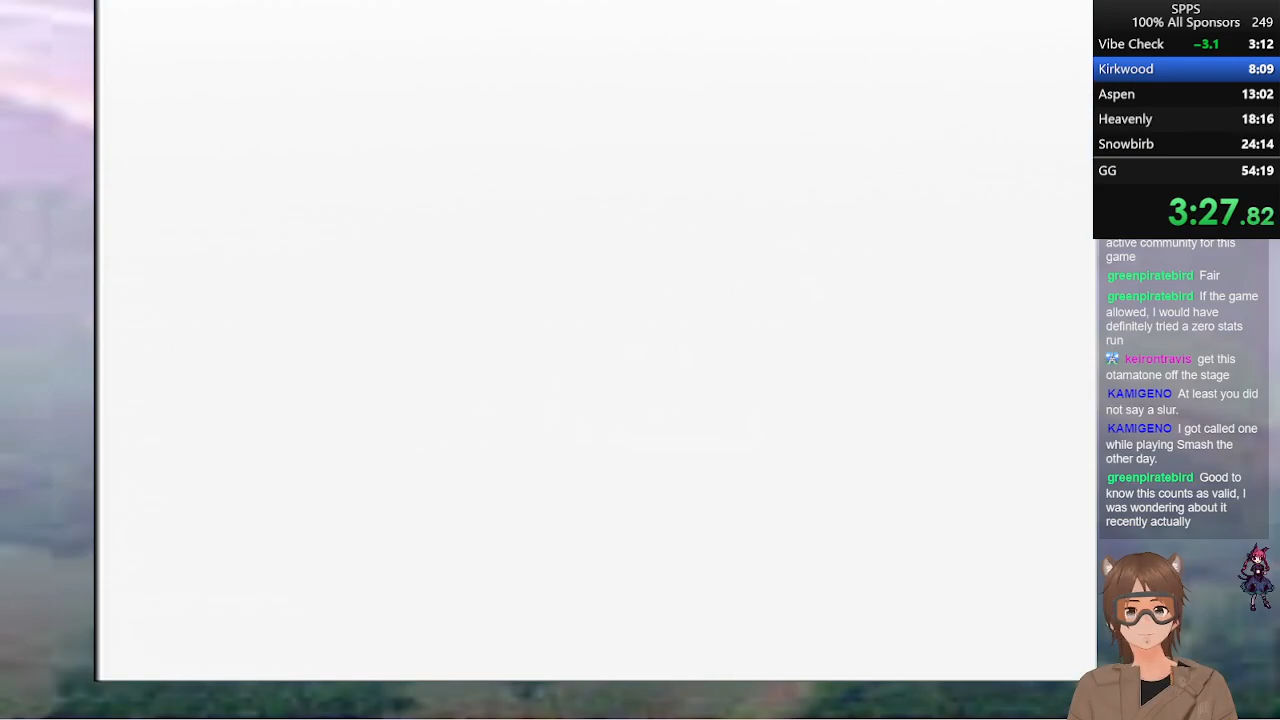 SPPS
100% All Sponsors 249
Vibe Check −3.1 3:12
Kirkwood 8:09
Aspen 13:02
Heavenly 18:16
Snowbirb 24:14
GG 54:19
3:27.82
active community for this
game
greenpiratebird Fair
greenpiratebird If the game
allowed, I would have
definitely tried a zero stats
run
keirontravis get this
otamatone off the stage
KAMIGENO At least you did
not say a slur.
KAMIGENO I got called one
while playing Smash the
other day.
greenpiratebird Good to
know this counts as valid, I
was wondering about it
recently actually